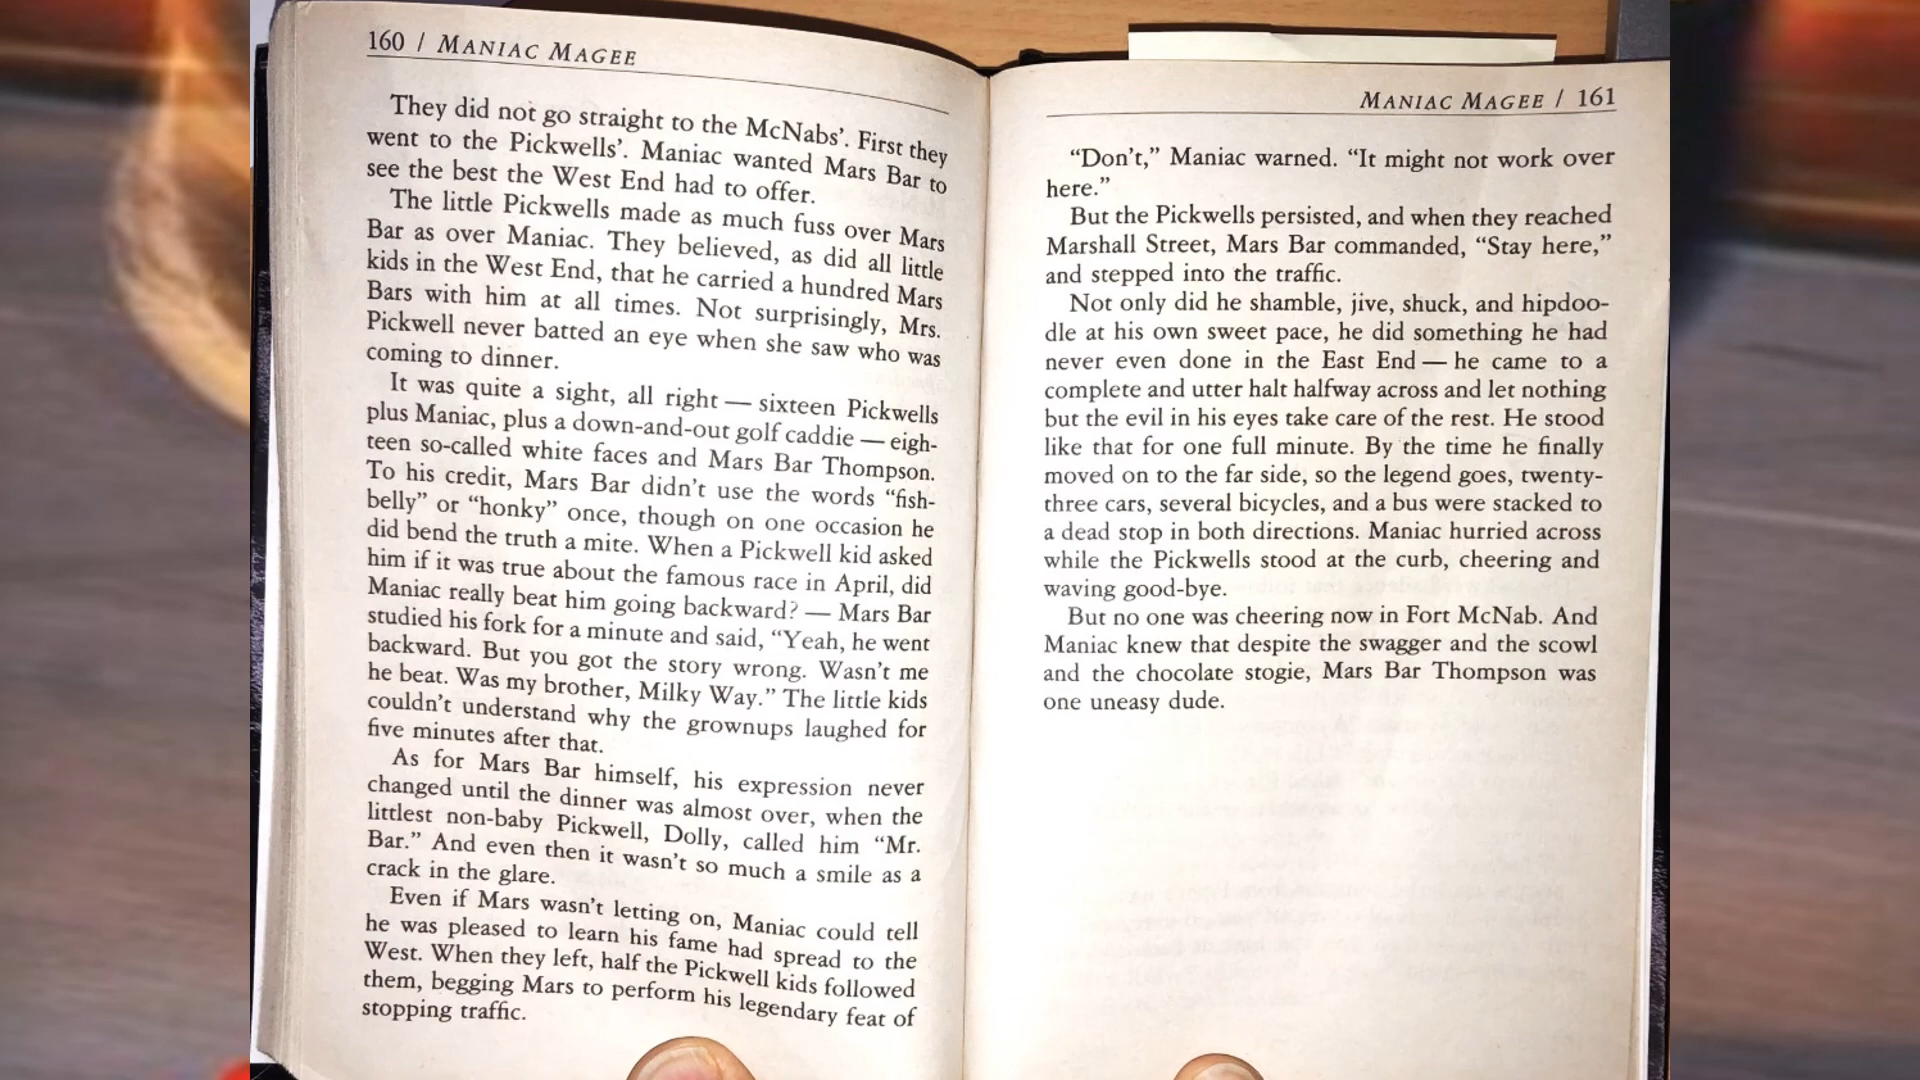 160 / MANIAC MAGEE
They did not go straight to the McNabs'. First they
went to the Pickwells'. Maniac wanted Mars Bar to
see the best the West End had to offer.
The little Pickwells made as much fuss over Mars
Bar as over Maniac. They believed, as did all little
kids in the West End, that he carried a hundred Mars
Bars with him at all times. Not surprisingly, Mrs.
Pickwell never batted an eye when she saw who was
coming to dinner.
It was quite a sight, all right — sixteen Pickwells
plus Maniac, plus a down-and-out golf caddie — eigh-
teen so-called white faces and Mars Bar Thompson.
To his credit, Mars Bar didn't use the words “fish-
belly” or “honky” once, though on one occasion he
did bend the truth a mite. When a Pickwell kid asked
him if it was true about the famous race in April, did
Maniac really beat him going backward? — Mars Bar
studied his fork for a minute and said, “Yeah, he went
backward. But you got the story wrong. Wasn't me
he beat. Was my brother, Milky Way.” The little kids
couldn't understand why the grownups laughed for
five minutes after that.
As for Mars Bar himself, his expression never
changed until the dinner was almost over, when the
littlest non-baby Pickwell, Dolly, called him “Mr.
Bar.” And even then it wasn't so much a smile as a
crack in the glare.
Even if Mars wasn't letting on, Maniac could tell
he was pleased to learn his fame had spread to the
West. When they left, half the Pickwell kids followed
them, begging Mars to perform his legendary feat of
stopping traffic.
MANIAC MAGEE / 161
“Don't,” Maniac warned. “It might not work over
here.”
But the Pickwells persisted, and when they reached
Marshall Street, Mars Bar commanded, “Stay here,”
and stepped into the traffic.
Not only did he shamble, jive, shuck, and hipdoo-
dle at his own sweet pace, he did something he had
never even done in the East End — he came to a
complete and utter halt halfway across and let nothing
but the evil in his eyes take care of the rest. He stood
like that for one full minute. By the time he finally
moved on to the far side, so the legend goes, twenty-
three cars, several bicycles, and a bus were stacked to
a dead stop in both directions. Maniac hurried across
while the Pickwells stood at the curb, cheering and
waving good-bye.
But no one was cheering now in Fort McNab. And
Maniac knew that despite the swagger and the scowl
and the chocolate stogie, Mars Bar Thompson was
one uneasy dude.